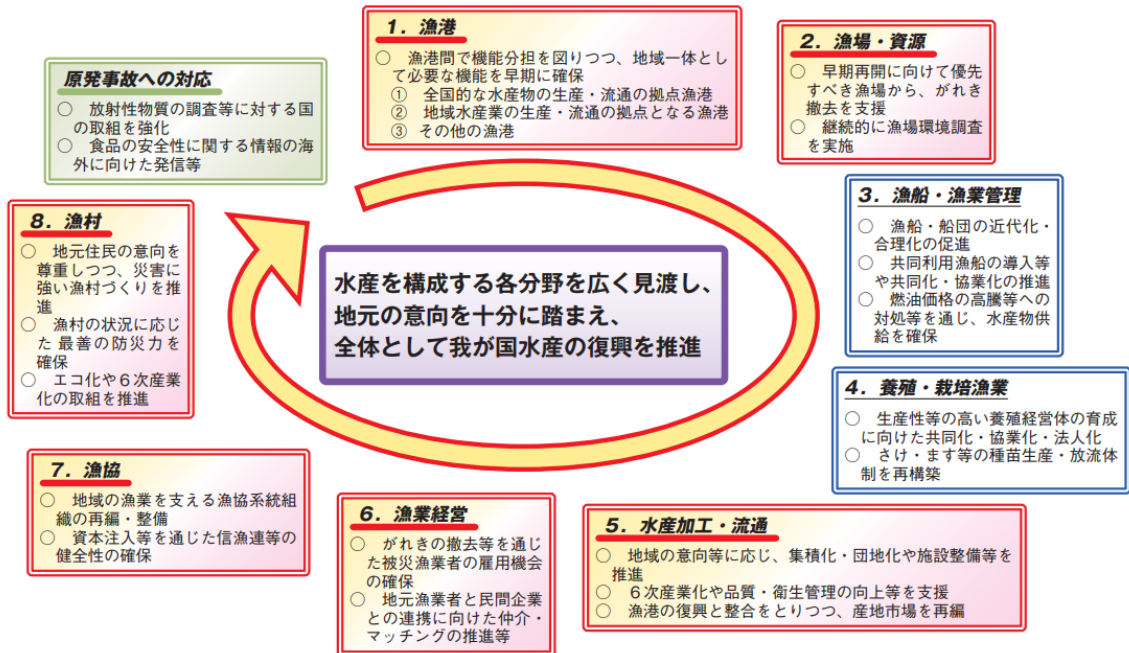 1．漁港
○　漁港間で機能分担を図りつつ、地域一体とし
て必要な機能を早期に確保
①　全国的な水産物の生産・流通の拠点漁港
②　地域水産業の生産・流通の拠点となる漁港
③　その他の漁港
2．漁場・資源
○　早期再開に向けて優先
すべき漁場から、がれき
撤去を支援
○　継続的に漁場環境調査
を実施
3．漁船・漁業管理
○　漁船・船団の近代化・
合理化の促進
○　共同利用漁船の導入等
や共同化・協業化の推進
○　燃油価格の高騰等への
対処等を通じ、水産物供
給を確保
4．養殖・栽培漁業
○　生産性等の高い養殖経営体の育成
に向けた共同化・協業化・法人化
○　さけ・ます等の種苗生産・放流体
制を再構築
5．水産加工・流通
○　地域の意向等に応じ、集積化・団地化や施設整備等を
推進
○　６次産業化や品質・衛生管理の向上等を支援
○　漁港の復興と整合をとりつつ、産地市場を再編
6．漁業経営
○　がれきの撤去等を通じ
た被災漁業者の雇用機会
の確保
○　地元漁業者と民間企業
との連携に向けた仲介・
マッチングの推進等
7．漁協
○　地域の漁業を支える漁協系統組
織の再編・整備
○　資本注入等を通じた信漁連等の
健全性の確保
8．漁村
○　地元住民の意向を
尊重しつつ、災害に
強い漁村づくりを推
進
○　漁村の状況に応じ
た最善の防災力を
確保
○　エコ化や６次産業
化の取組を推進
原発事故への対応
○　放射性物質の調査等に対する国
の取組を強化
○　食品の安全性に関する情報の海
外に向けた発信等
水産を構成する各分野を広く見渡し、
地元の意向を十分に踏まえ、
全体として我が国水産の復興を推進